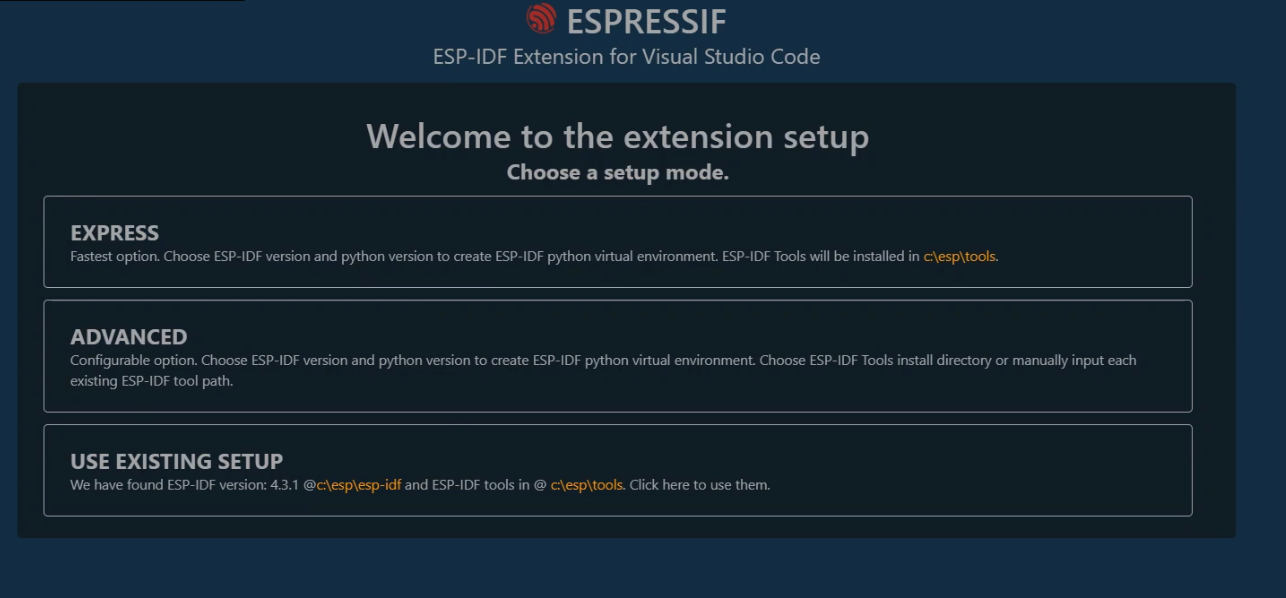 ESPRESSIF
ESP-IDF Extension for Visual Studio Code
Welcome to the extension setup
Choose a setup mode.
EXPRESS
Fastest option. Choose ESP-IDF version and python version to create ESP-IDF python virtual environment. ESP-IDF Tools will be installed in c:\esp\tools.
ADVANCED
Configurable option. Choose ESP-IDF version and python version to create ESP-IDF python virtual environment. Choose ESP-IDF Tools install directory or manually input each
existing ESP-IDF tool path.
USE EXISTING SETUP
We have found ESP-IDF version: 4.3.1 @c:\esp\esp-idf and ESP-IDF tools in @ c:\esp\tools. Click here to use them.